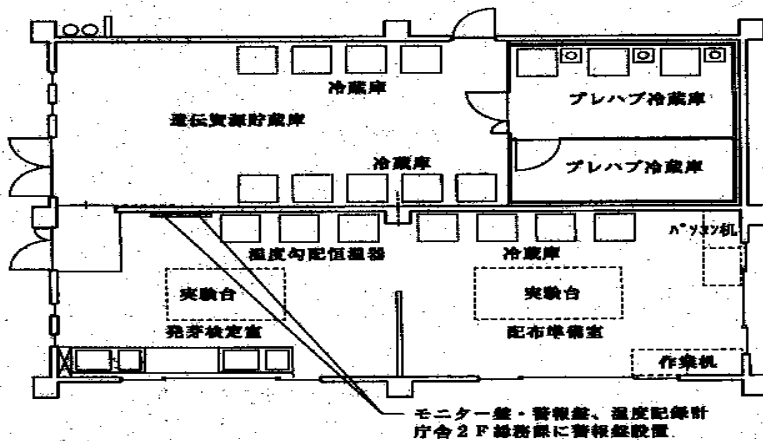 冷蔵庫
プレハブ冷蔵庫
遺伝資源貯蔵庫
冷蔵庫
プレハブ冷蔵庫
パソコン机
温度勾配恒温器
冷蔵庫
実験台
実験台
発芽検定室
配布準備室
作業机
モニター盤・警報盤、温度記録計
庁舎2F総務課に警報盤設置